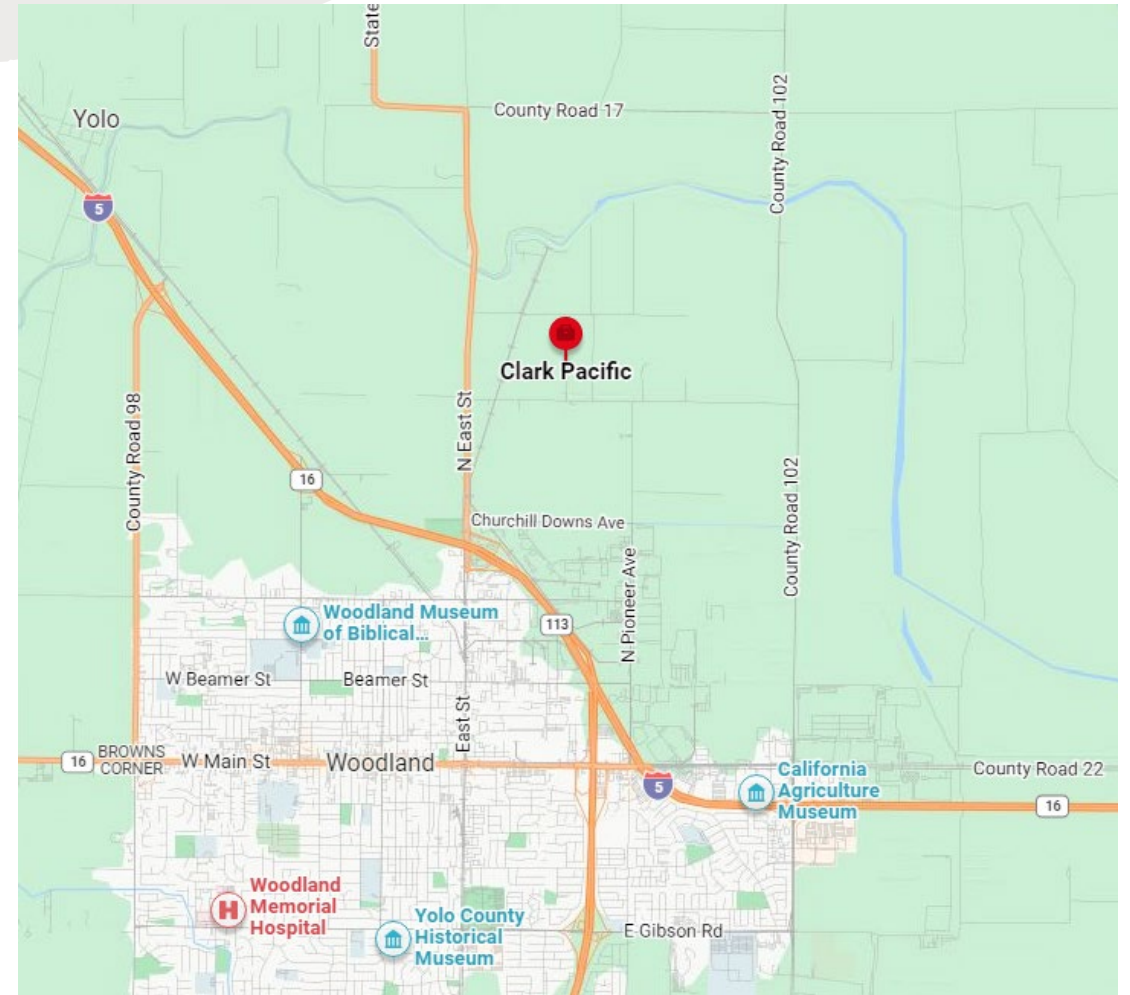 State
County Road 17
County Road 102
Yolo
5
Clark Pacific
N East St
County Road 98
16
Churchill Downs Ave
County Road 102
N Pioneer Ave
113
Woodland Museum
of Biblical...
W Beamer St
Beamer St
East St
16
BROWNS
CORNER
W Main St
Woodland
5
California
Agriculture
Museum
County Road 22
16
Woodland
Memorial
Hospital
H
Yolo County
Historical
Museum
E Gibson Rd